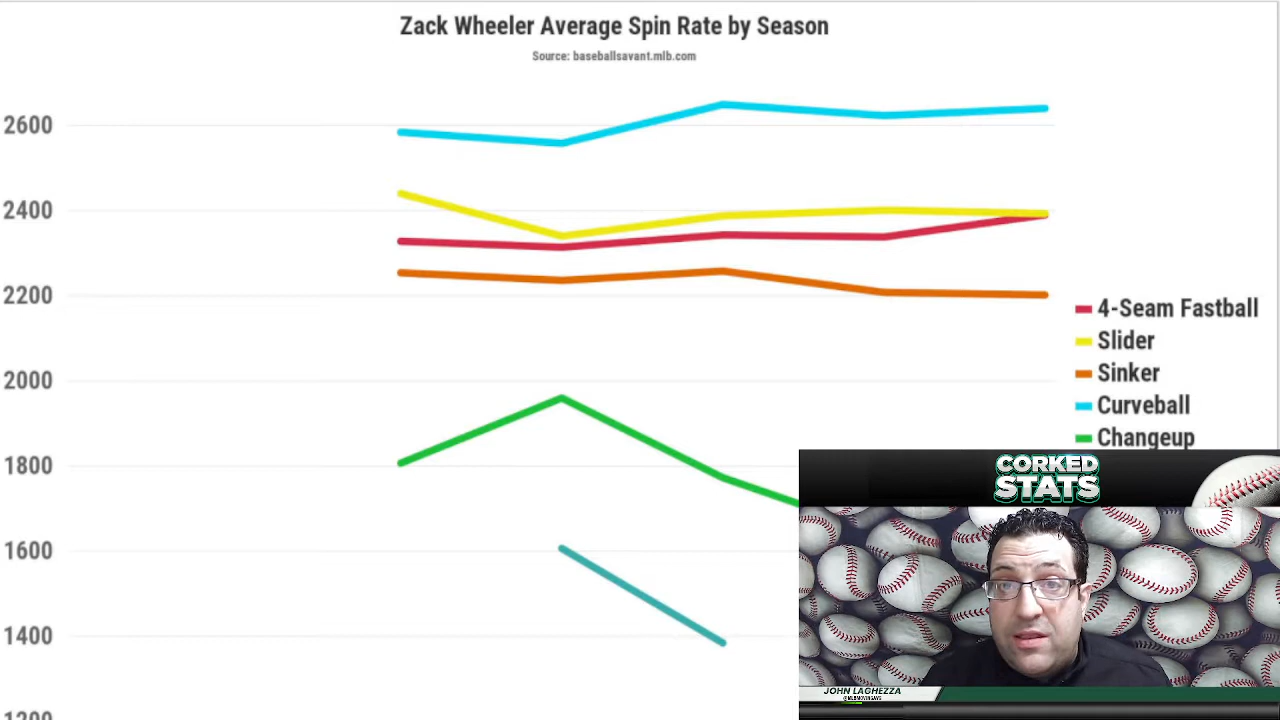 Zack Wheeler Average Spin Rate by Season
Source: baseballsavant.mlb.com
2600
2400
2200
2000
1800
1600
1400
1200
4-Seam Fastball
Slider
Sinker
Curveball
Changeup
CORKED
STATS
JOHN LAGHEZZA
@MLBMOVINGAVG